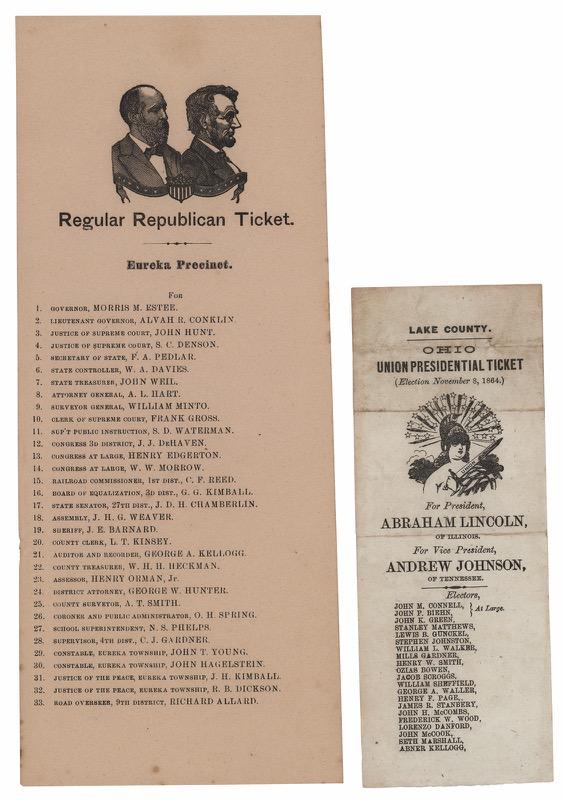 Regular Republican Ticket.
Eureka Precinct.
For
1. GOVERNOR, MORRIS M. ESTEE.
2. LIEUTENANT GOVERNOR, ALVAH R. CONKLIN.
3. JUSTICE OF SUPREME COURT, JOHN HUNT.
4. JUSTICE OF SUPREME COURT, S. C. DENSON.
5. SECRETARY OF STATE, F. A. PEDLAR.
6. STATE CONTROLLER, W. A. DAVIES.
7. STATE TREASURER, JOHN WEIL.
8. ATTORNEY GENERAL, A. L. HART.
9. SURVEYOR GENERAL, WILLIAM MINTO.
10. CLERK OF SUPREME COURT, FRANK GROSS.
11. SUP'T PUBLIC INSTRUCTION, S. D. WATERMAN.
12. CONGRESS 3D DISTRICT, J. J. DeHAVEN.
13. CONGRESS AT LARGE, HENRY EDGERTON.
14. CONGRESS AT LARGE, W. W. MORROW.
15. RAILROAD COMMISSIONER, 1ST DIST., C. F. REED.
16. BOARD OF EQUALIZATION, 3D DIST., G. G. KIMBALL.
17. STATE SENATOR, 27TH DIST., J. D. H. CHAMBERLIN.
18. ASSEMBLY, J. H. G. WEAVER.
19. SHERIFF, J. E. BARNARD.
20. COUNTY CLERK, L. T. KINSEY.
21. AUDITOR AND RECORDER, GEORGE A. KELLOGG.
22. COUNTY TREASURER, W. H. H. HECKMAN.
23. ASSESSOR, HENRY ORMAN, Jr.
24. DISTRICT ATTORNEY, GEORGE W. HUNTER.
25. COUNTY SURVEYOR, A. T. SMITH.
26. CORONER AND PUBLIC ADMINISTRATOR, O. H. SPRING.
27. SCHOOL SUPERINTENDENT, N. S. PHELPS.
28. SUPERVISOR, 4TH DIST., C. J. GARDNER.
29. CONSTABLE, EUREKA TOWNSHIP, JOHN T. YOUNG.
30. CONSTABLE, EUREKA TOWNSHIP, JOHN HAGELSTEIN.
31. JUSTICE OF THE PEACE, EUREKA TOWNSHIP, J. H. KIMBALL.
32. JUSTICE OF THE PEACE, EUREKA TOWNSHIP, R. B. DICKSON.
33. ROAD OVERSEER, 9TH DISTRICT, RICHARD ALLARD.
LAKE COUNTY.
OHIO
UNION PRESIDENTIAL TICKET
(Election November 8, 1864.)
For President,
ABRAHAM LINCOLN,
OF ILLINOIS.
For Vice President,
ANDREW JOHNSON,
OF TENNESSEE.
Electors,
JOHN M. CONNELL, } At Large.
JOHN P. BIEHN,
JOHN K. GREEN,
STANLEY MATTHEWS,
LEWIS B. GUNCKEL,
STEPHEN JOHNSTON,
WILLIAM L. WALKER,
MILLS GARDNER,
HENRY W. SMITH,
OZIAS BOWEN,
JACOB SCROGGS,
WILLIAM SHEFFIELD,
GEORGE A. WALLER,
HENRY F. PAGE,
JAMES R. STANBERY,
JOHN H. McCOMBS,
FREDERICK W. WOOD,
LORENZO DANFORD,
JOHN McCOOK,
SETH MARSHALL,
ABNER KELLOGG,